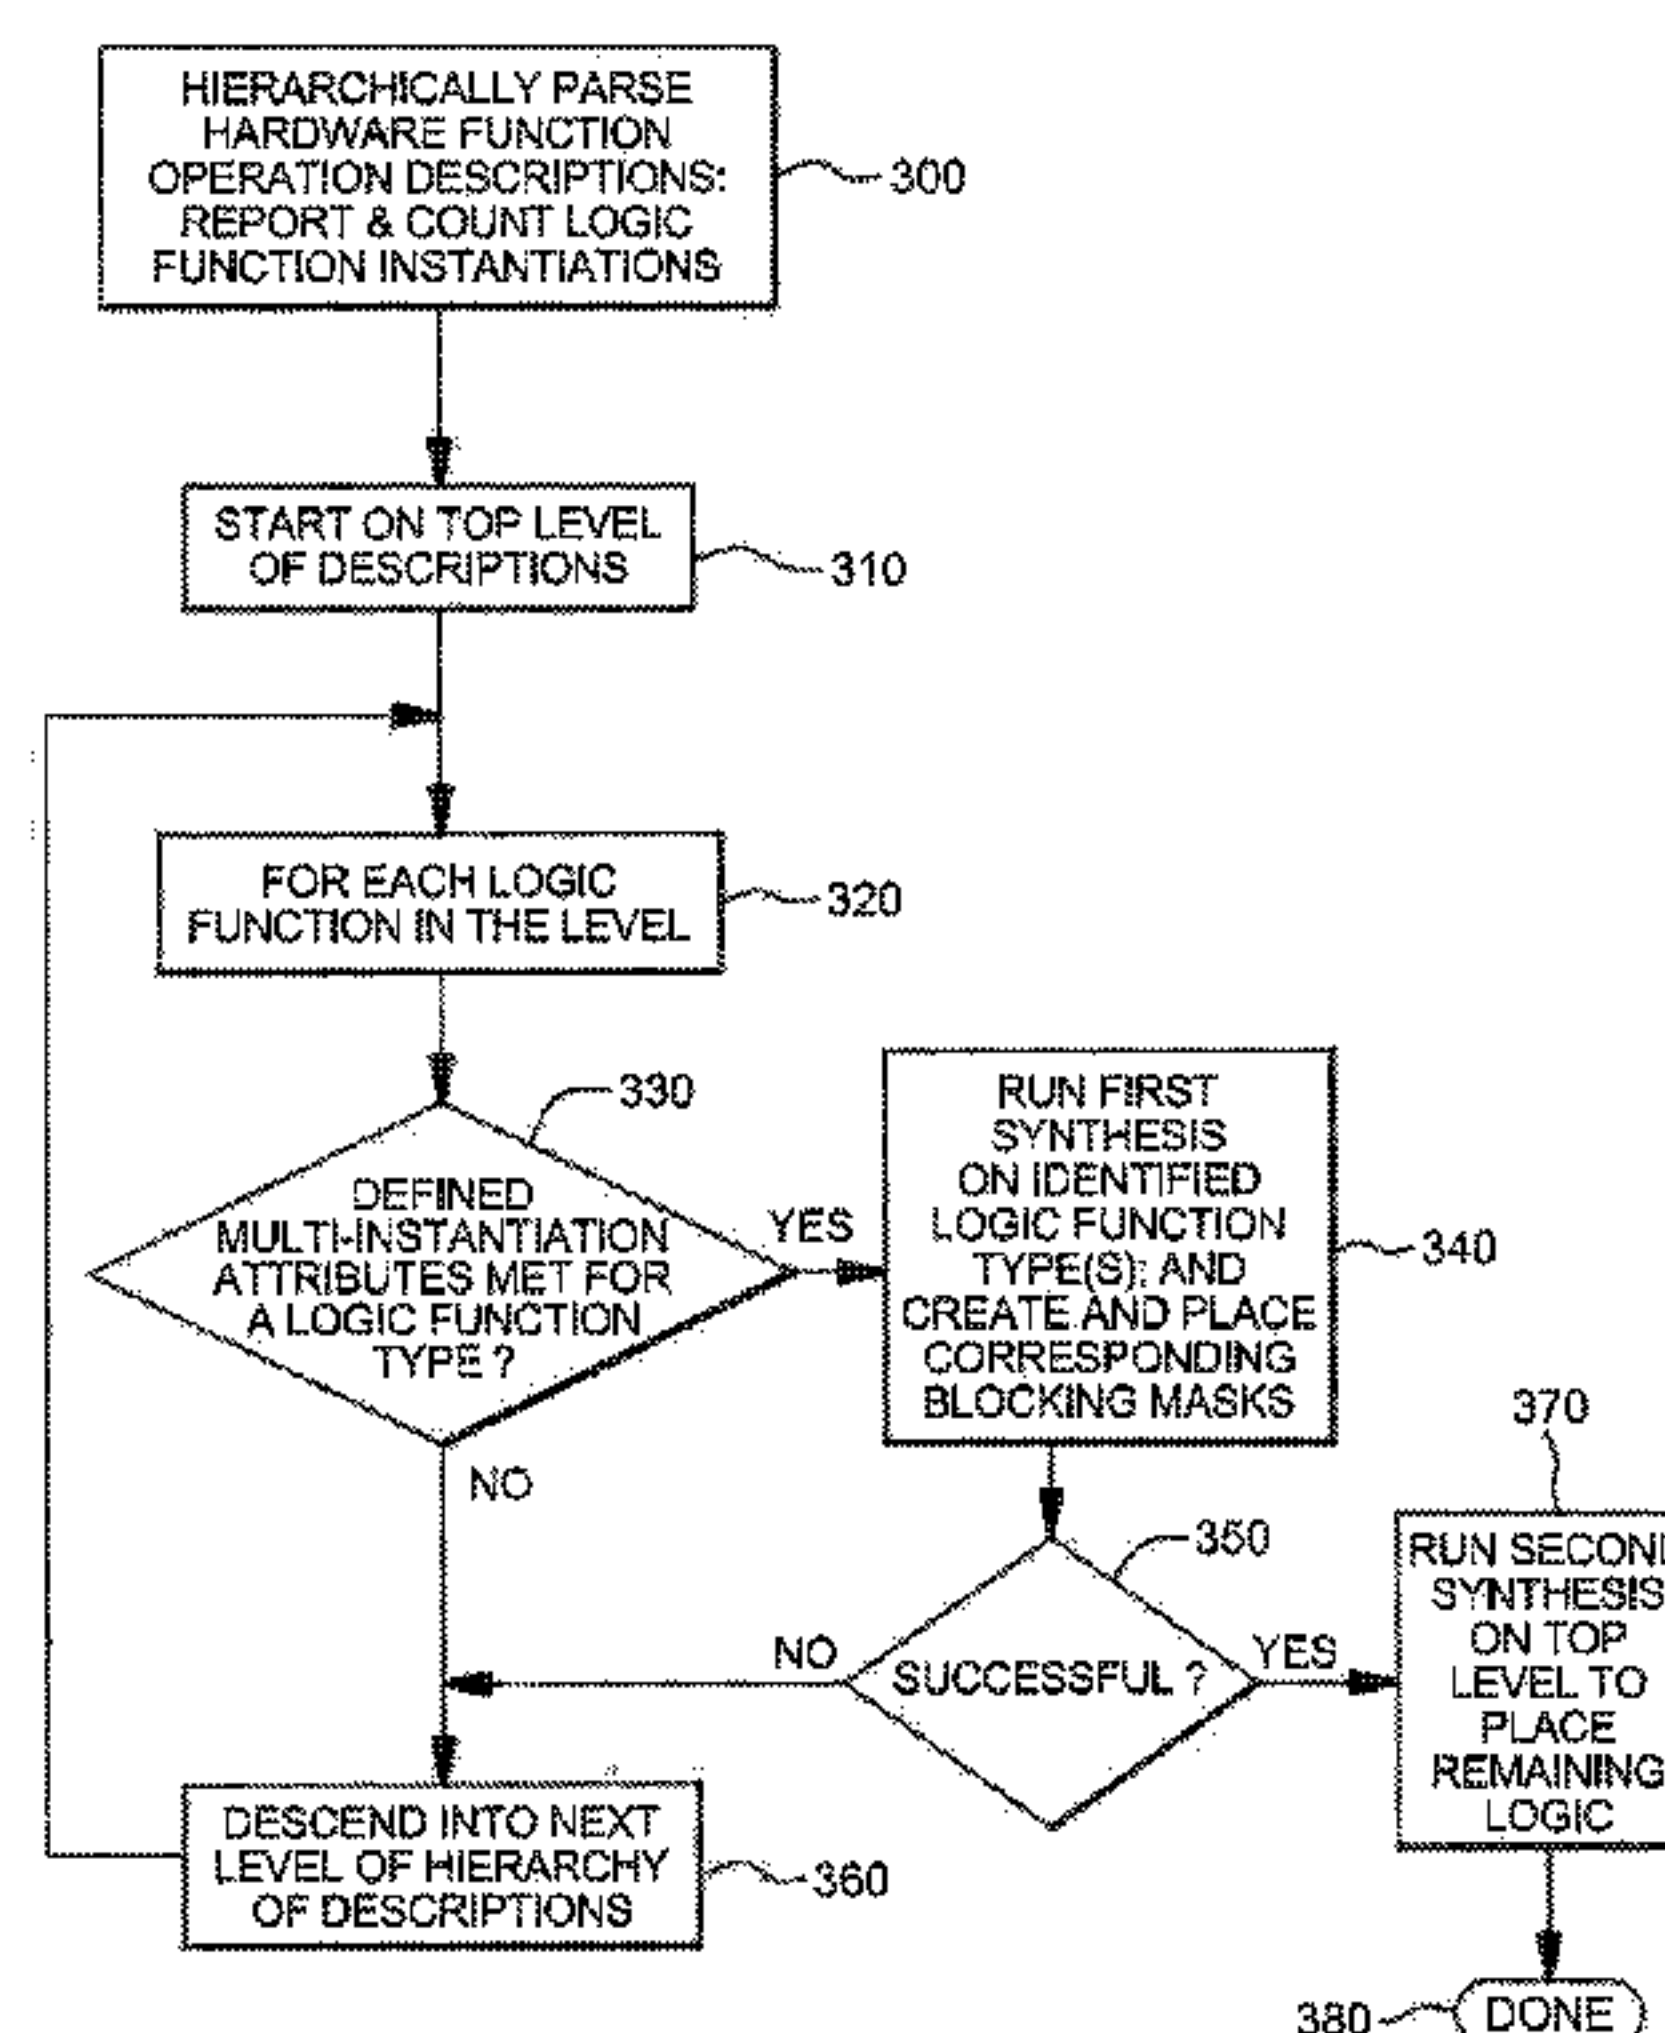 HIERARCHICALLY PARSE
HARDWARE FUNCTION
OPERATION DESCRIPTIONS:
REPORT & COUNT LOGIC
FUNCTION INSTANTIATIONS
300
START ON TOP LEVEL
OF DESCRIPTIONS
310
FOR EACH LOGIC
FUNCTION IN THE LEVEL
320
330
DEFINED
MULTI-INSTANTIATION
ATTRIBUTES MET FOR
A LOGIC FUNCTION
TYPE ?
YES
NO
RUN FIRST
SYNTHESIS
ON IDENTIFIED
LOGIC FUNCTION
TYPE(S); AND
CREATE AND PLACE
CORRESPONDING
BLOCKING MASKS
340
350
SUCCESSFUL ?
NO
YES
370
RUN SECOND
SYNTHESIS
ON TOP
LEVEL TO
PLACE
REMAINING
LOGIC
DESCEND INTO NEXT
LEVEL OF HIERARCHY
OF DESCRIPTIONS
360
380
DONE